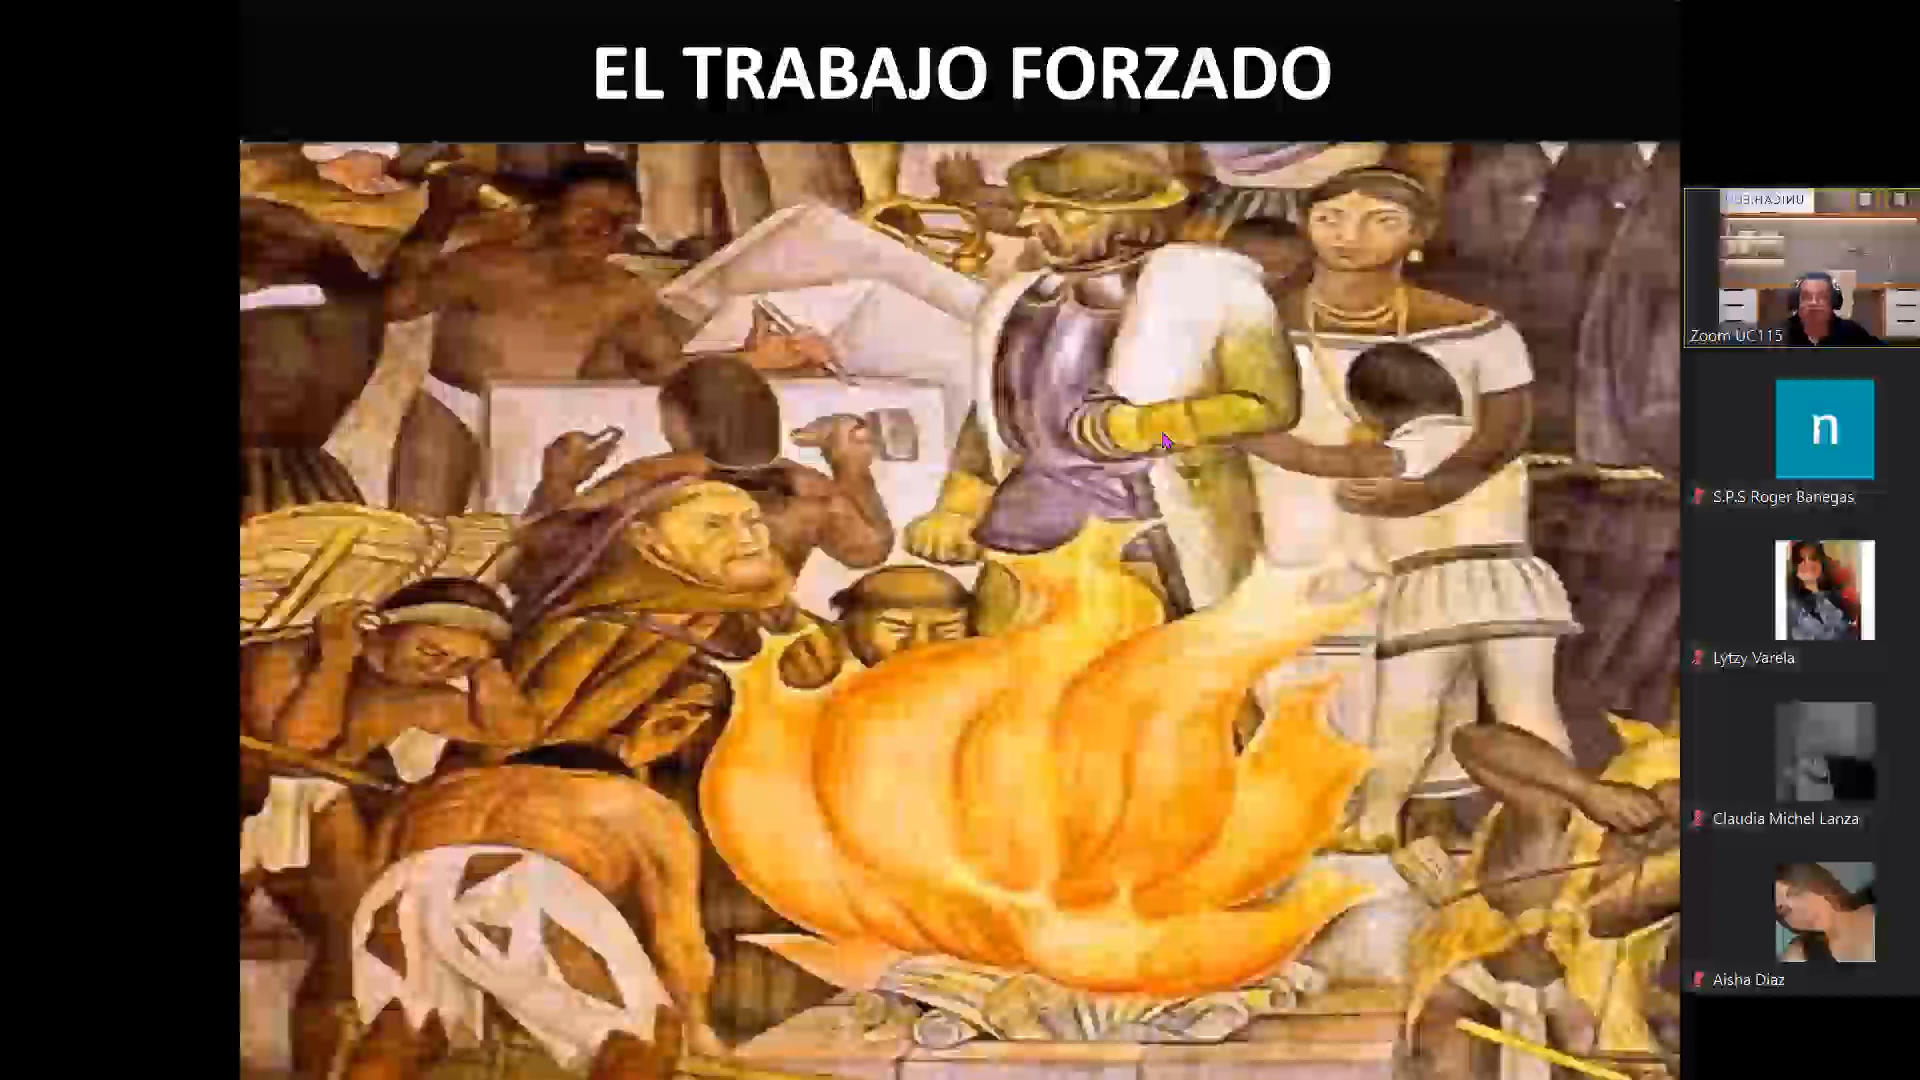 EL TRABAJO FORZADO
Zoom UC115
n
S.P.S Roger Banegas
Lytzy Varela
Claudia Michel Lanza
Aisha Diaz